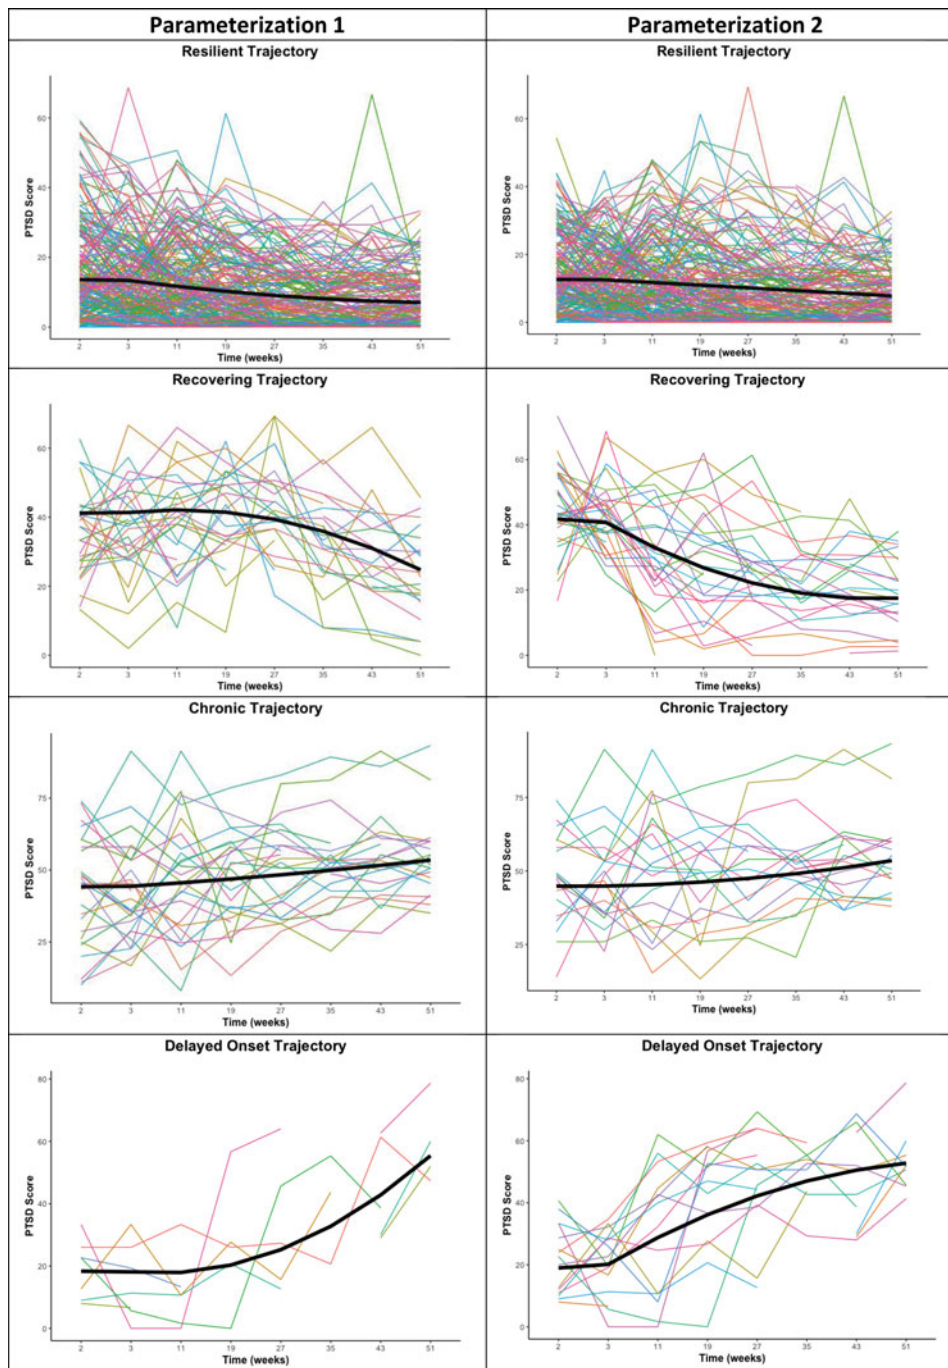 Parameterization 1
Parameterization 2
Resilient Trajectory
PTSD Score
60
40
20
0
2 3 11 19 27 35 43 51
Time (weeks)
Resilient Trajectory
PTSD Score
60
40
20
0
2 3 11 19 27 35 43 51
Time (weeks)
Recovering Trajectory
PTSD Score
60
40
20
0
2 3 11 19 27 35 43 51
Time (weeks)
Recovering Trajectory
PTSD Score
60
40
20
0
2 3 11 19 27 35 43 51
Time (weeks)
Chronic Trajectory
PTSD Score
75
50
25
2 3 11 19 27 35 43 51
Time (weeks)
Chronic Trajectory
PTSD Score
75
50
25
2 3 11 19 27 35 43 51
Time (weeks)
Delayed Onset Trajectory
PTSD Score
80
60
40
20
0
2 3 11 19 27 35 43 51
Time (weeks)
Delayed Onset Trajectory
PTSD Score
80
60
40
20
0
2 3 11 19 27 35 43 51
Time (weeks)